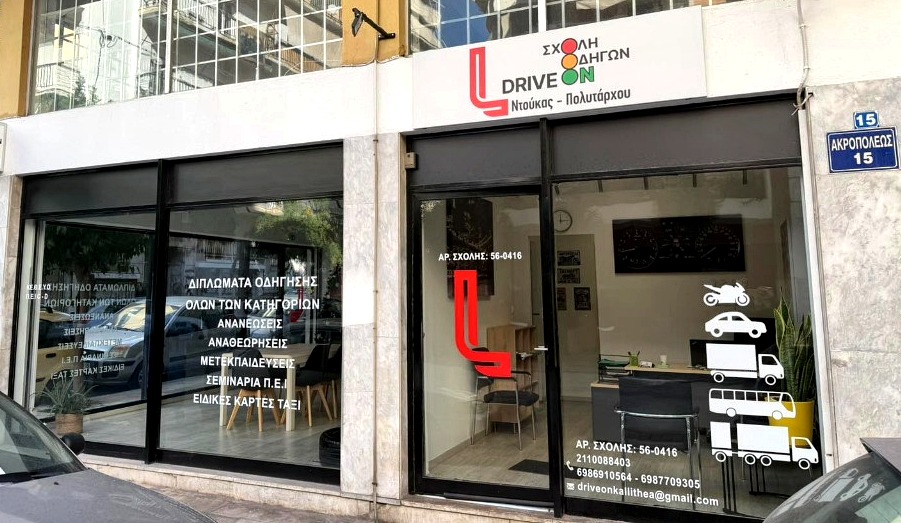 ΣΧΟΛΗ
ΟΔΗΓΩΝ
DRIVE ON
Ντούκας - Πολυτάρχου
15
ΑΚΡΟΠΟΛΕΩΣ
15
ΑΡ. ΣΧΟΛΗΣ: 56-0416
ΔΙΠΛΩΜΑΤΑ ΟΔΗΓΗΣΗΣ
ΟΛΩΝ ΤΩΝ ΚΑΤΗΓΟΡΙΩΝ
ΑΝΑΝΕΩΣΕΙΣ
ΑΝΑΘΕΩΡΗΣΕΙΣ
ΜΕΤΕΚΠΑΙΔΕΥΣΕΙΣ
ΣΕΜΙΝΑΡΙΑ Π.Ε.Ι
ΕΙΔΙΚΕΣ ΚΑΡΤΕΣ ΤΑΞΙ
ΑΡ. ΣΧΟΛΗΣ: 56-0416
2110088403
6986910564 - 6987709305
driveonkallithea@gmail.com